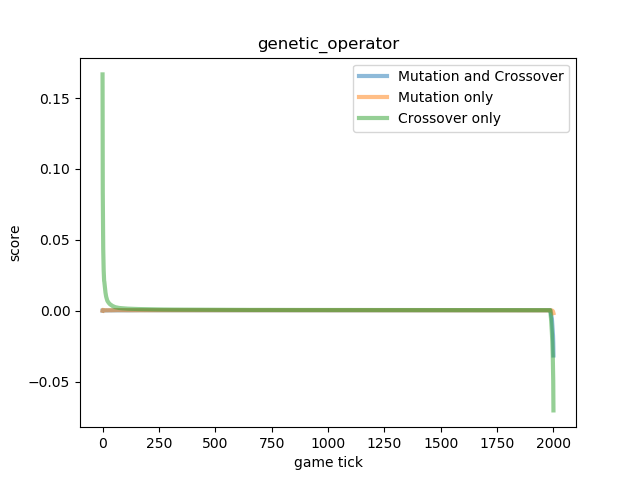 genetic_operator
Mutation and Crossover
Mutation only
Crossover only
score
0.15
0.10
0.05
0.00
−0.05
0
250
500
750
1000
1250
1500
1750
2000
game tick